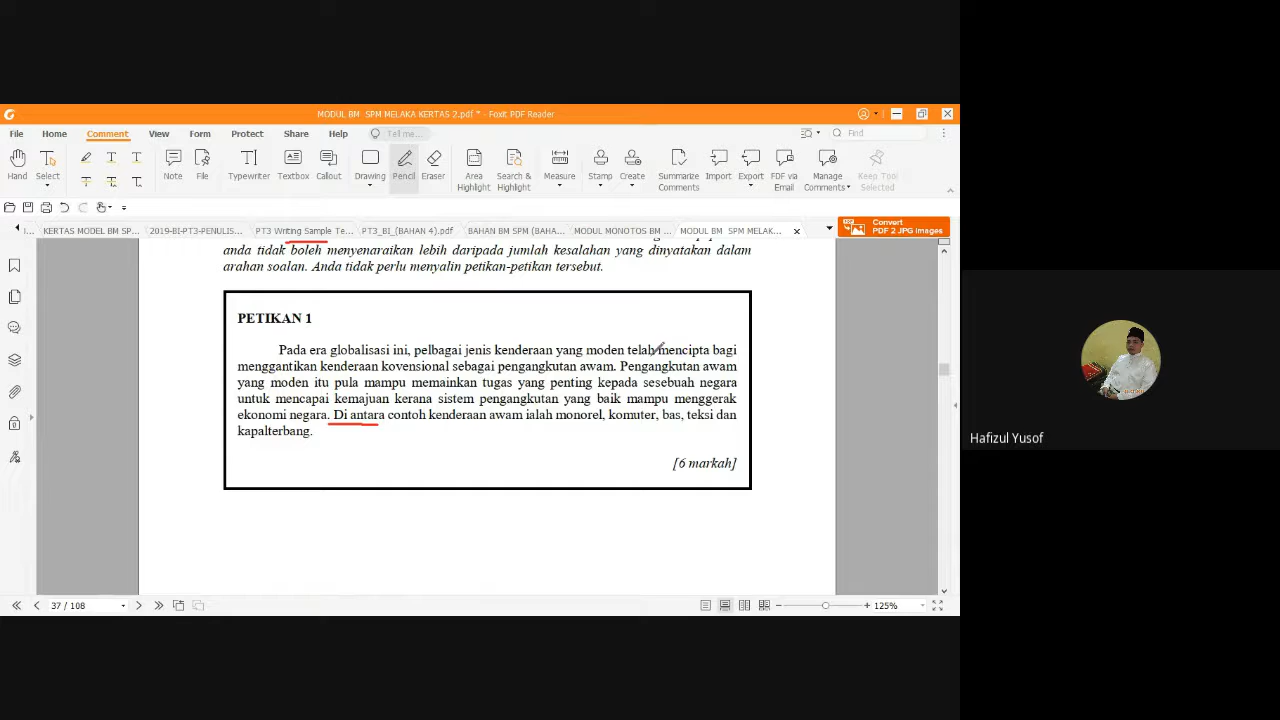 MODUL BM SPM MELAKA KERTAS 2.pdf * - Foxit PDF Reader
File Home Comment View Form Protect Share Help Tell me... Find
Hand Select Note File Typewriter Textbox Callout Drawing Pencil Eraser Area Highlight Search & Highlight Measure Stamp Create Summarize Comments Import Export FDF via Email Manage Comments Keep Tool Selected
KERTAS MODEL BM SP... 2019-BI-PT3-PENULIS... PT3 Writing Sample Te... PT3_BI_(BAHAN 4).pdf BAHAN BM SPM (BAHA... MODUL MONOTOS BM ... MODUL BM SPM MELAK... Convert PDF 2 JPG Images
anda tidak boleh menyenaraikan lebih daripada jumlah kesalahan yang dinyatakan dalam
arahan soalan. Anda tidak perlu menyalin petikan-petikan tersebut.
PETIKAN 1
Pada era globalisasi ini, pelbagai jenis kenderaan yang moden telah mencipta bagi
menggantikan kenderaan kovensional sebagai pengangkutan awam. Pengangkutan awam
yang moden itu pula mampu memainkan tugas yang penting kepada sesebuah negara
untuk mencapai kemajuan kerana sistem pengangkutan yang baik mampu menggerak
ekonomi negara. Di antara contoh kenderaan awam ialah monorel, komuter, bas, teksi dan
kapalterbang.
[6 markah]
Hafizul Yusof
37 / 108 125%